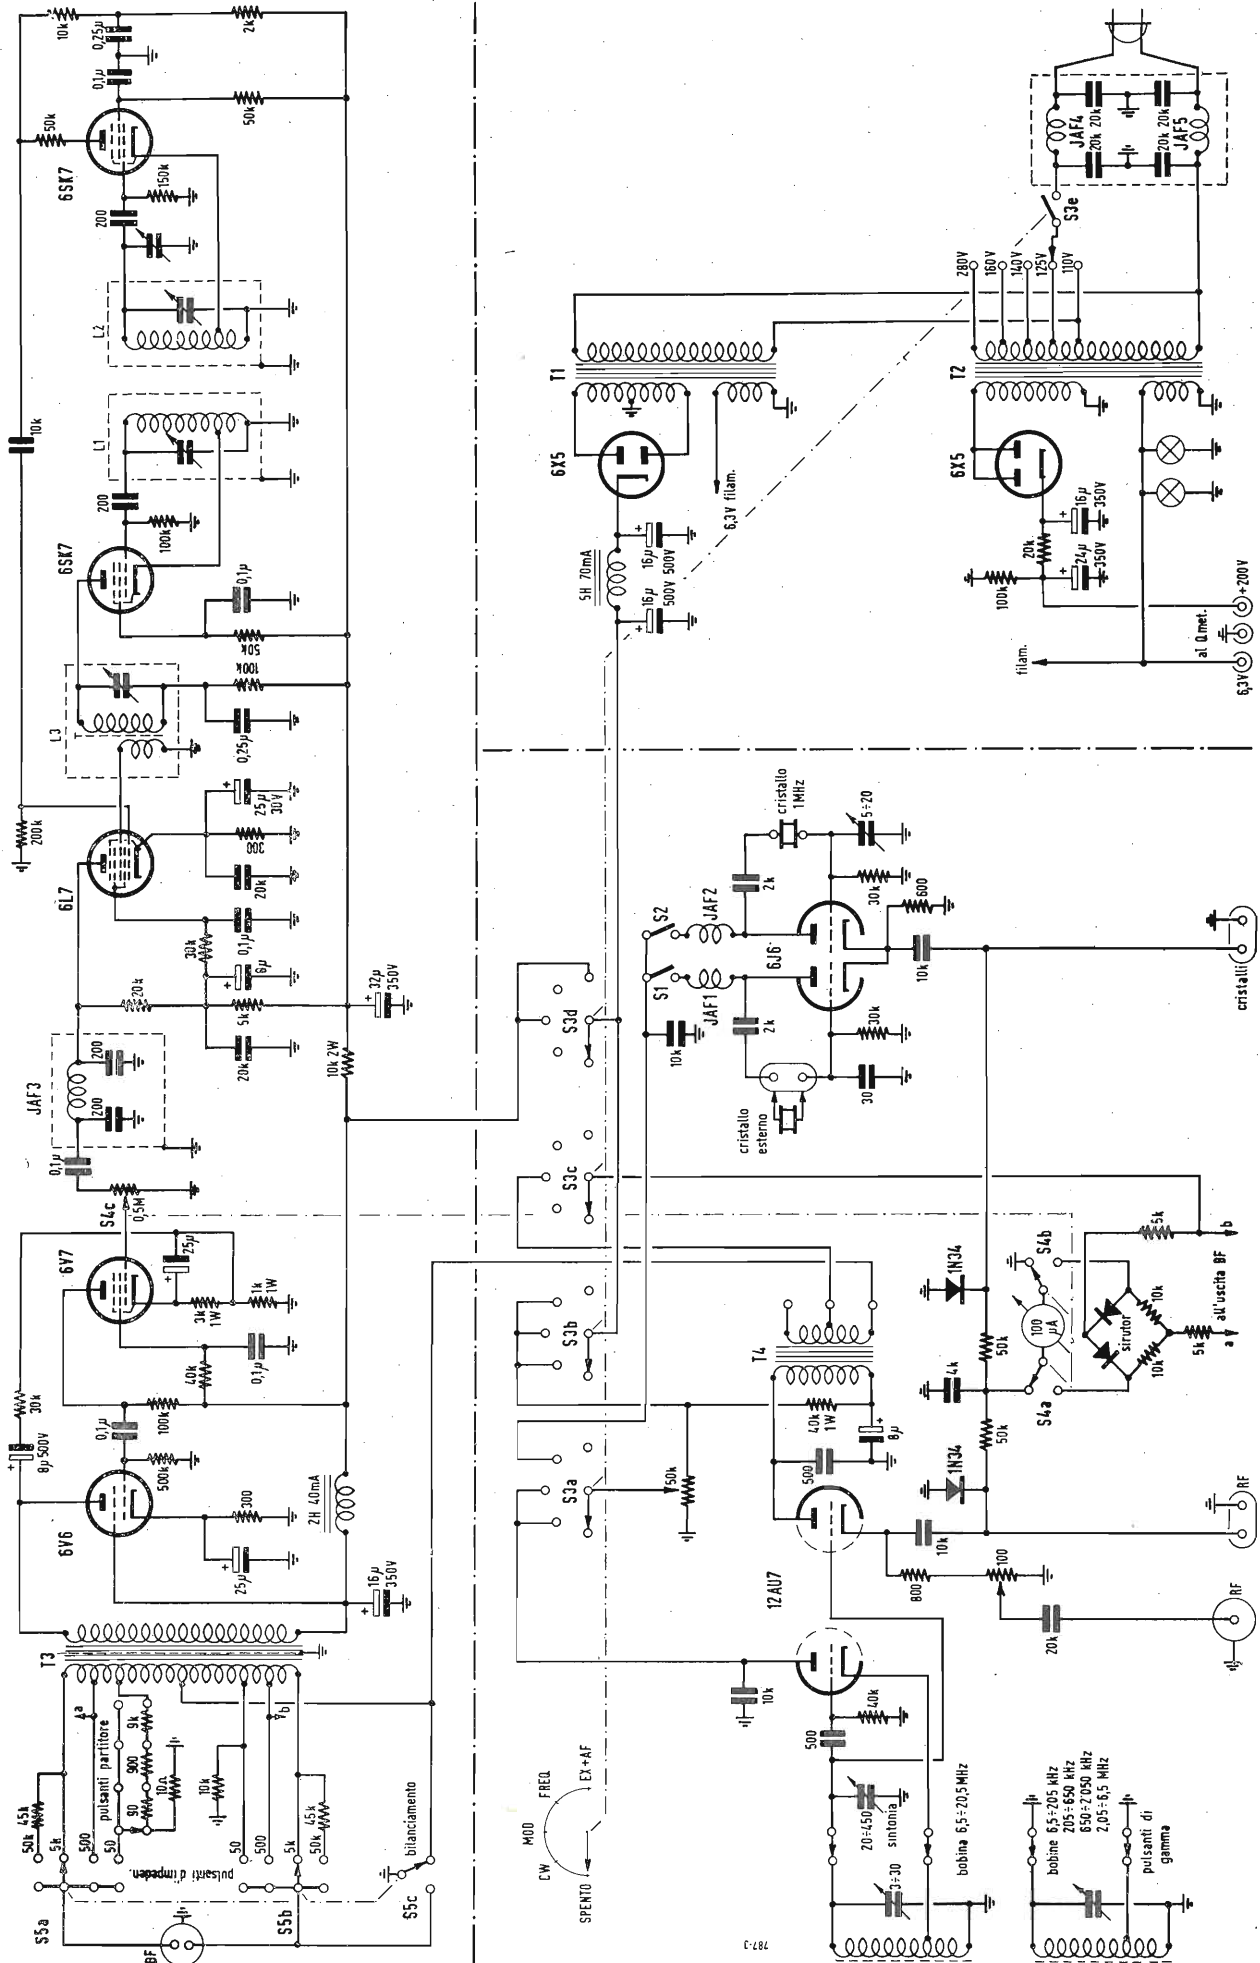 10k
0,25µ
2k
0,1µ
50k
50k
6SK7
150k
200
L2
10k
L1
200
100k
6SK7
0,1µ
50k
100k
L3
0,25µ
200k
25µ
30V
300
6L7
20k
30k
0,1µ
8µ
20k
5k
20k
32µ
350V
JAF3
200
200
10k 2W
0,1µ
S4c
0,5M
6V7
25µ
3k
1W
1k
1W
40k
0,1µ
30k
8µ 500V
0,1µ
100k
500k
6V6
300
25µ
2H 40mA
16µ
350V
T3
a
b
pulsanti partitore
9k
900
90
10Ω
10k
45k
50k
5k
500
50
50
500
5k
50k
45k
pulsanti d'impeden.
bilanciamento
S5a
S5b
S5c
BF
JAF4
20k 20k
20k 20k
JAF5
S3e
280V
160V
140V
125V
110V
T1
T2
6X5
6,3V filam.
5H 70mA
16µ
500V
16µ
500V
6X5
20k
16µ
350V
24µ
350V
100k
filam.
+200V
al Q met.
6,3V
cristallo
1MHz
5÷20
2k
30k
600
JAF2
S2
S1
JAF1
6J6
10k
10k
2k
30k
30
cristallo
esterno
cristalli
S3d
S3c
S3b
S3a
50k
T4
40k
1W
8µ
500
12AU7
10k
800
100
20k
RF
RF
1N34
50k
4k
50k
1N34
100
µA
S4b
S4a
sirutor
10k
10k
5k
5k
all'uscita BF
a
b
10k
40k
500
20÷450
sintonia
3÷30
bobina 6,5÷20,5 MHz
SPENTO
CW
MOD
FREQ
EX+AF
bobine 6,5÷205 kHz
205÷650 kHz
650÷2'050 kHz
2,05÷6,5 MHz
pulsanti di
gamma
787-3